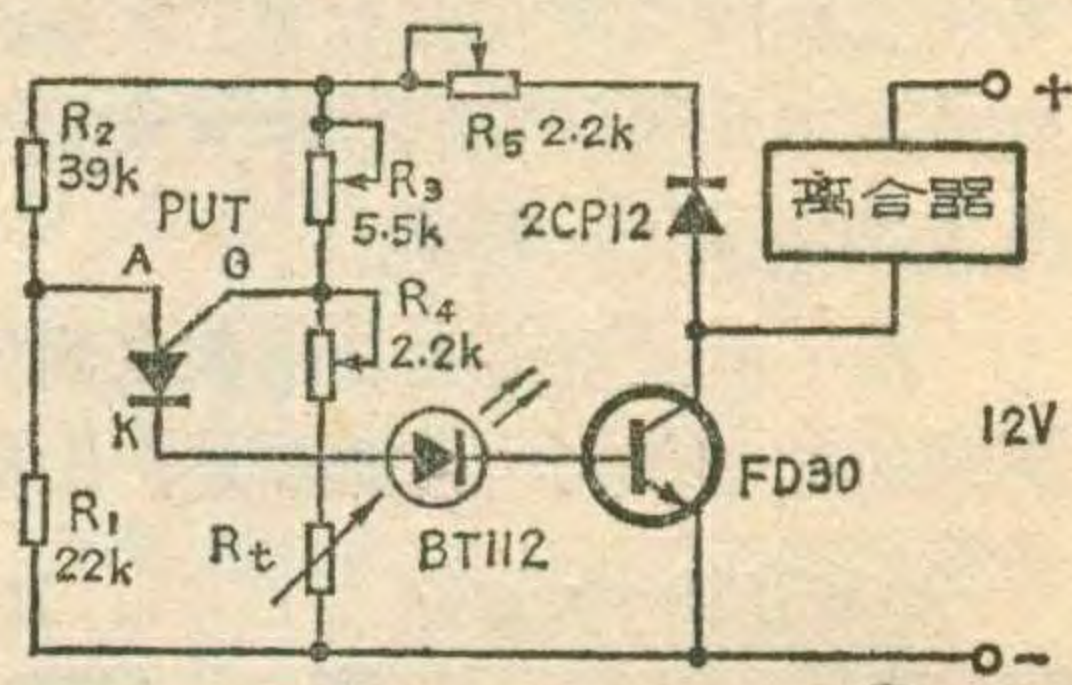 R2
39k
PUT
A
G
K
R1
22k
R3
5.5k
R4
2.2k
Rt
R5 2.2k
2CP12
BT112
FD30
离合器
+
12V
-